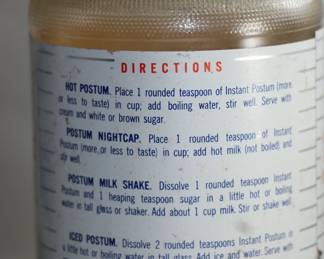 DIRECTIONS
HOT POSTUM. Place 1 rounded teaspoon of Instant Postum (more
or less to taste) in cup; add boiling water, stir well. Serve with
cream and white or brown sugar.
POSTUM NIGHTCAP. Place 1 rounded teaspoon of Instant
Postum (more or less to taste) in cup; add hot milk (not boiled) and
stir well.
POSTUM MILK SHAKE. Dissolve 1 rounded teaspoon Instant
Postum and 1 heaping teaspoon sugar in a little hot or boiling
water in tall glass or shaker. Add about 1 cup milk. Stir or shake well.
ICED POSTUM. Dissolve 2 rounded teaspoons Instant Postum in
a little hot or boiling water in tall glass. Add ice and water. Serve with